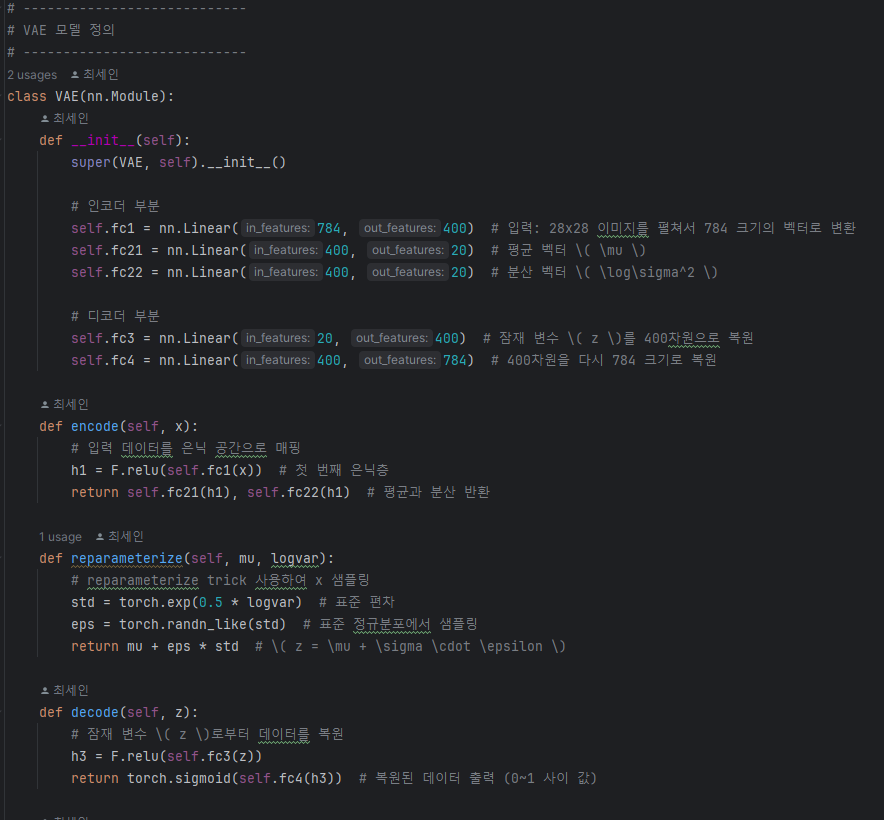 # ----------------------------
# VAE 모델 정의
# ----------------------------
2 usages 최세인
class VAE(nn.Module):
최세인
def __init__(self):
super(VAE, self).__init__()
# 인코더 부분
self.fc1 = nn.Linear( in_features: 784, out_features: 400) # 입력: 28x28 이미지를 펼쳐서 784 크기의 벡터로 변환
self.fc21 = nn.Linear( in_features: 400, out_features: 20) # 평균 벡터 \( \mu \)
self.fc22 = nn.Linear( in_features: 400, out_features: 20) # 분산 벡터 \( \log\sigma^2 \)
# 디코더 부분
self.fc3 = nn.Linear( in_features: 20, out_features: 400) # 잠재 변수 \( z \)를 400차원으로 복원
self.fc4 = nn.Linear( in_features: 400, out_features: 784) # 400차원을 다시 784 크기로 복원
최세인
def encode(self, x):
# 입력 데이터를 은닉 공간으로 매핑
h1 = F.relu(self.fc1(x)) # 첫 번째 은닉층
return self.fc21(h1), self.fc22(h1) # 평균과 분산 반환
1 usage 최세인
def reparameterize(self, mu, logvar):
# reparameterize trick 사용하여 x 샘플링
std = torch.exp(0.5 * logvar) # 표준 편차
eps = torch.randn_like(std) # 표준 정규분포에서 샘플링
return mu + eps * std # \( z = \mu + \sigma \cdot \epsilon \)
최세인
def decode(self, z):
# 잠재 변수 \( z \)로부터 데이터를 복원
h3 = F.relu(self.fc3(z))
return torch.sigmoid(self.fc4(h3)) # 복원된 데이터 출력 (0~1 사이 값)